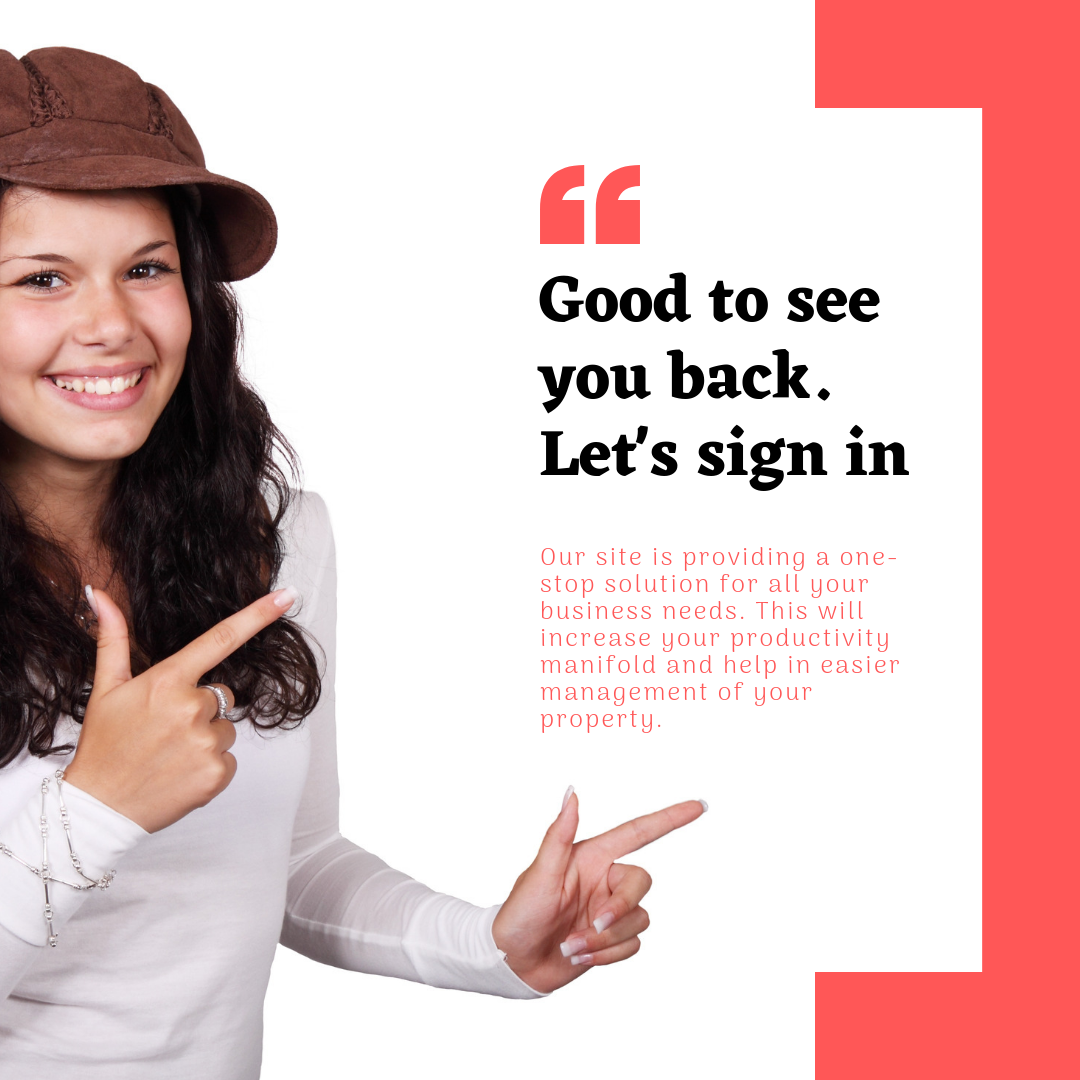 Good to see
you back.
Let's sign in
Our site is providing a one-
stop solution for all your
business needs. This will
increase your productivity
manifold and help in easier
management of your
property.